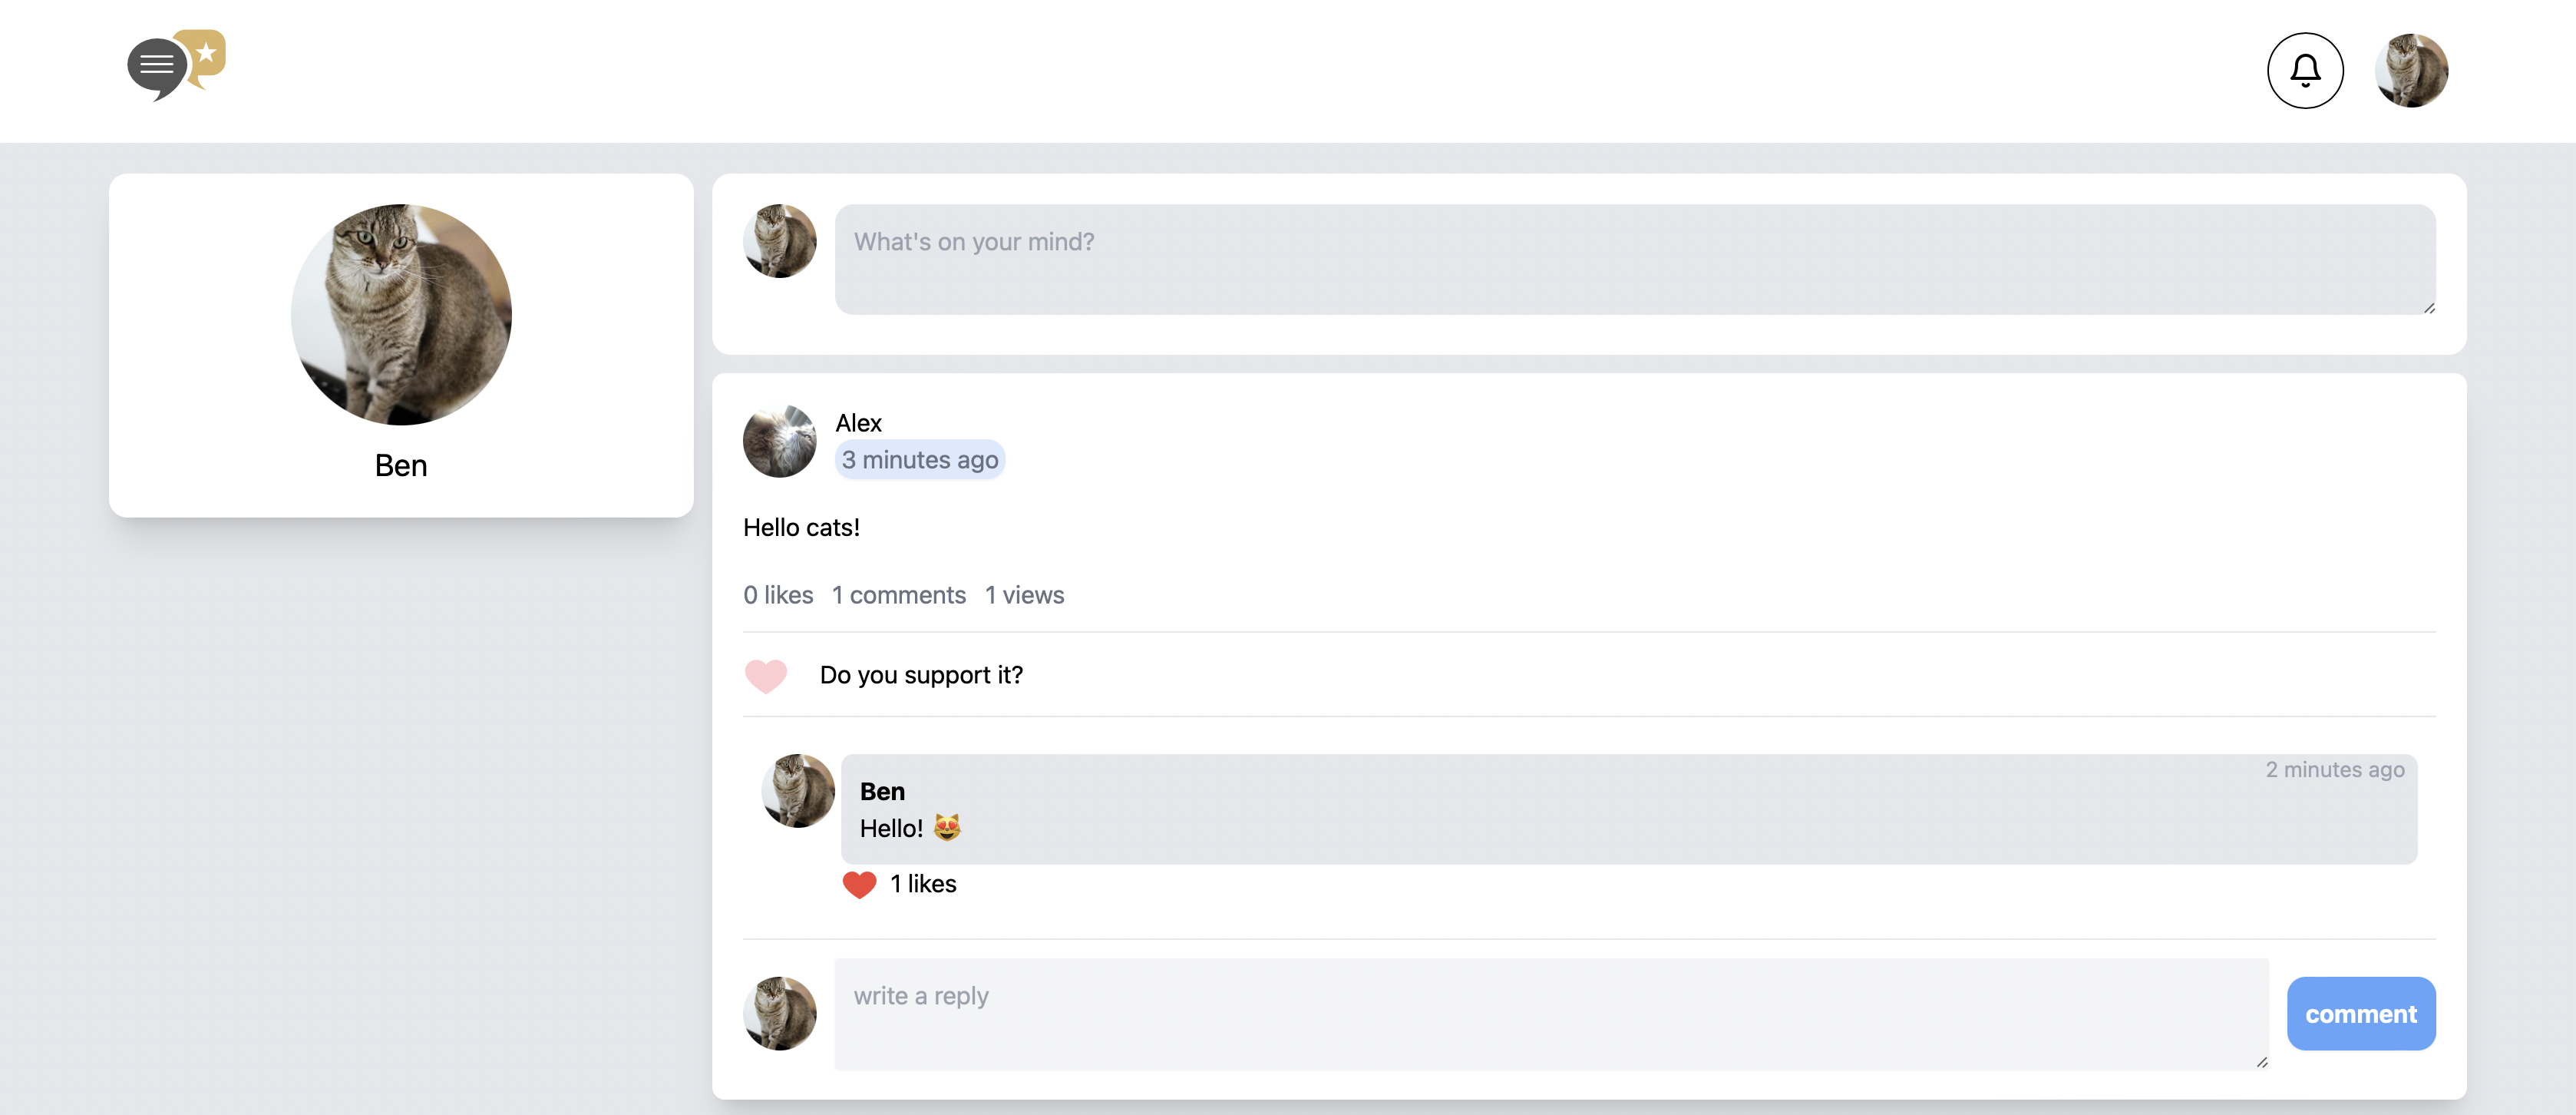 What's on your mind?
Ben
Alex
3 minutes ago
Hello cats!
0 likes 1 comments 1 views
Do you support it?
2 minutes ago
Ben
Hello! 😻
1 likes
write a reply
comment